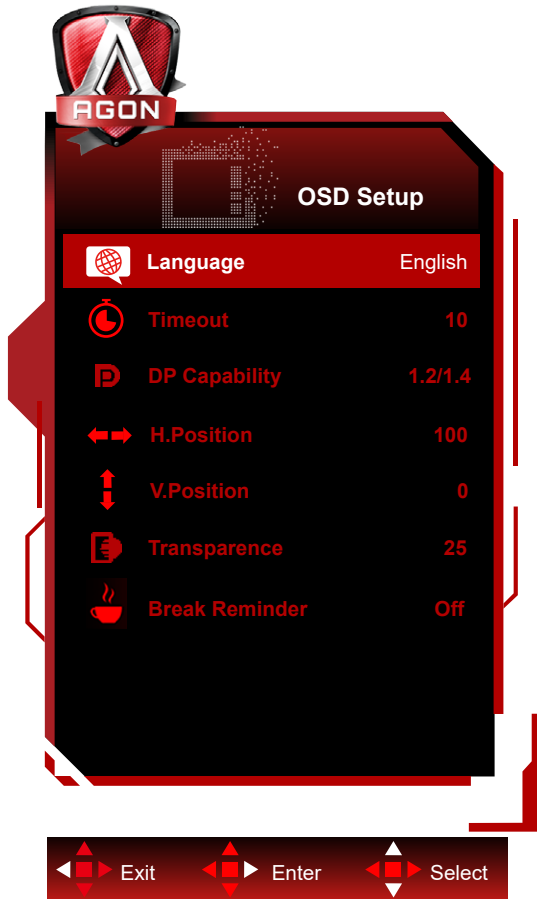 AGON
OSD Setup
Language English
Timeout 10
DP Capability 1.2/1.4
H.Position 100
V.Position 0
Transparence 25
Break Reminder Off
Exit Enter Select